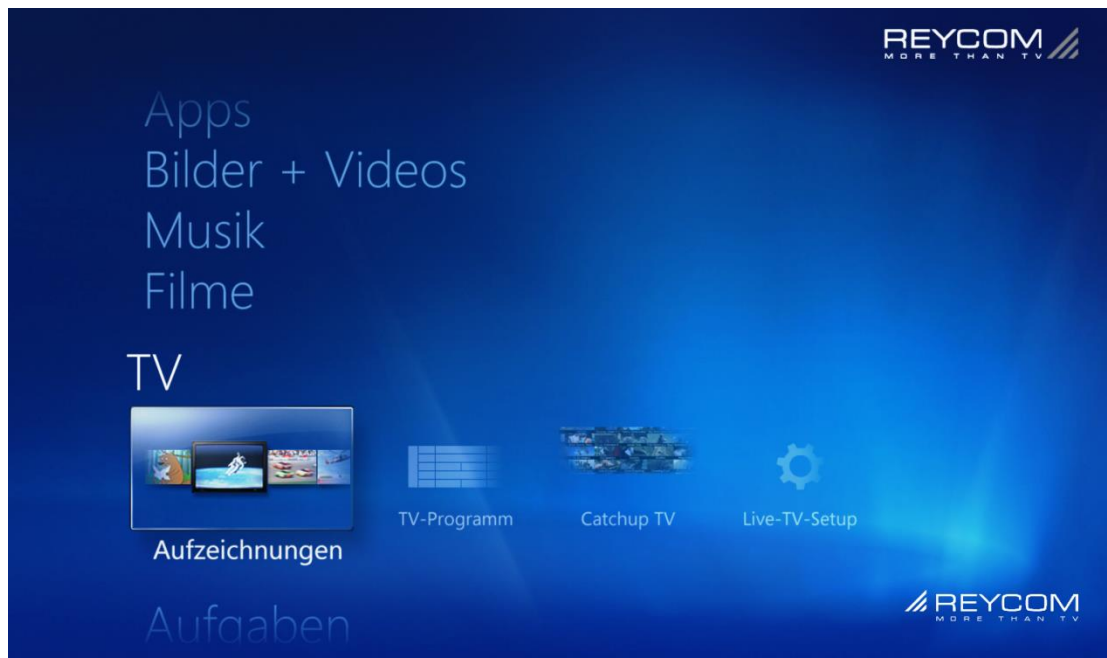 REYCOM
MORE THAN TV
Apps
Bilder + Videos
Musik
Filme
TV
TV-Programm
Catchup TV
Live-TV-Setup
Aufzeichnungen
Aufgaben
REYCOM
MORE THAN TV